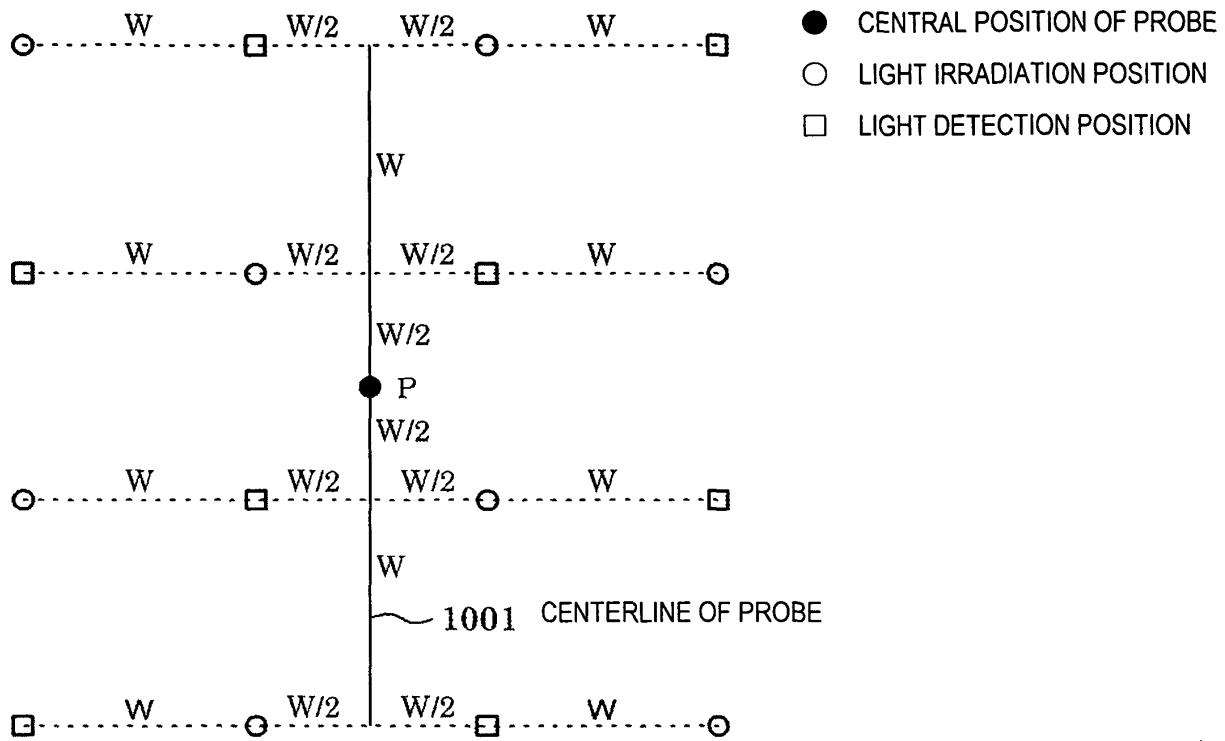 W W/2 W/2 W
● CENTRAL POSITION OF PROBE
○ LIGHT IRRADIATION POSITION
□ LIGHT DETECTION POSITION
W
W W/2 W/2 W
W/2
P
W/2
W W/2 W/2 W
W
1001 CENTERLINE OF PROBE
W W/2 W/2 W